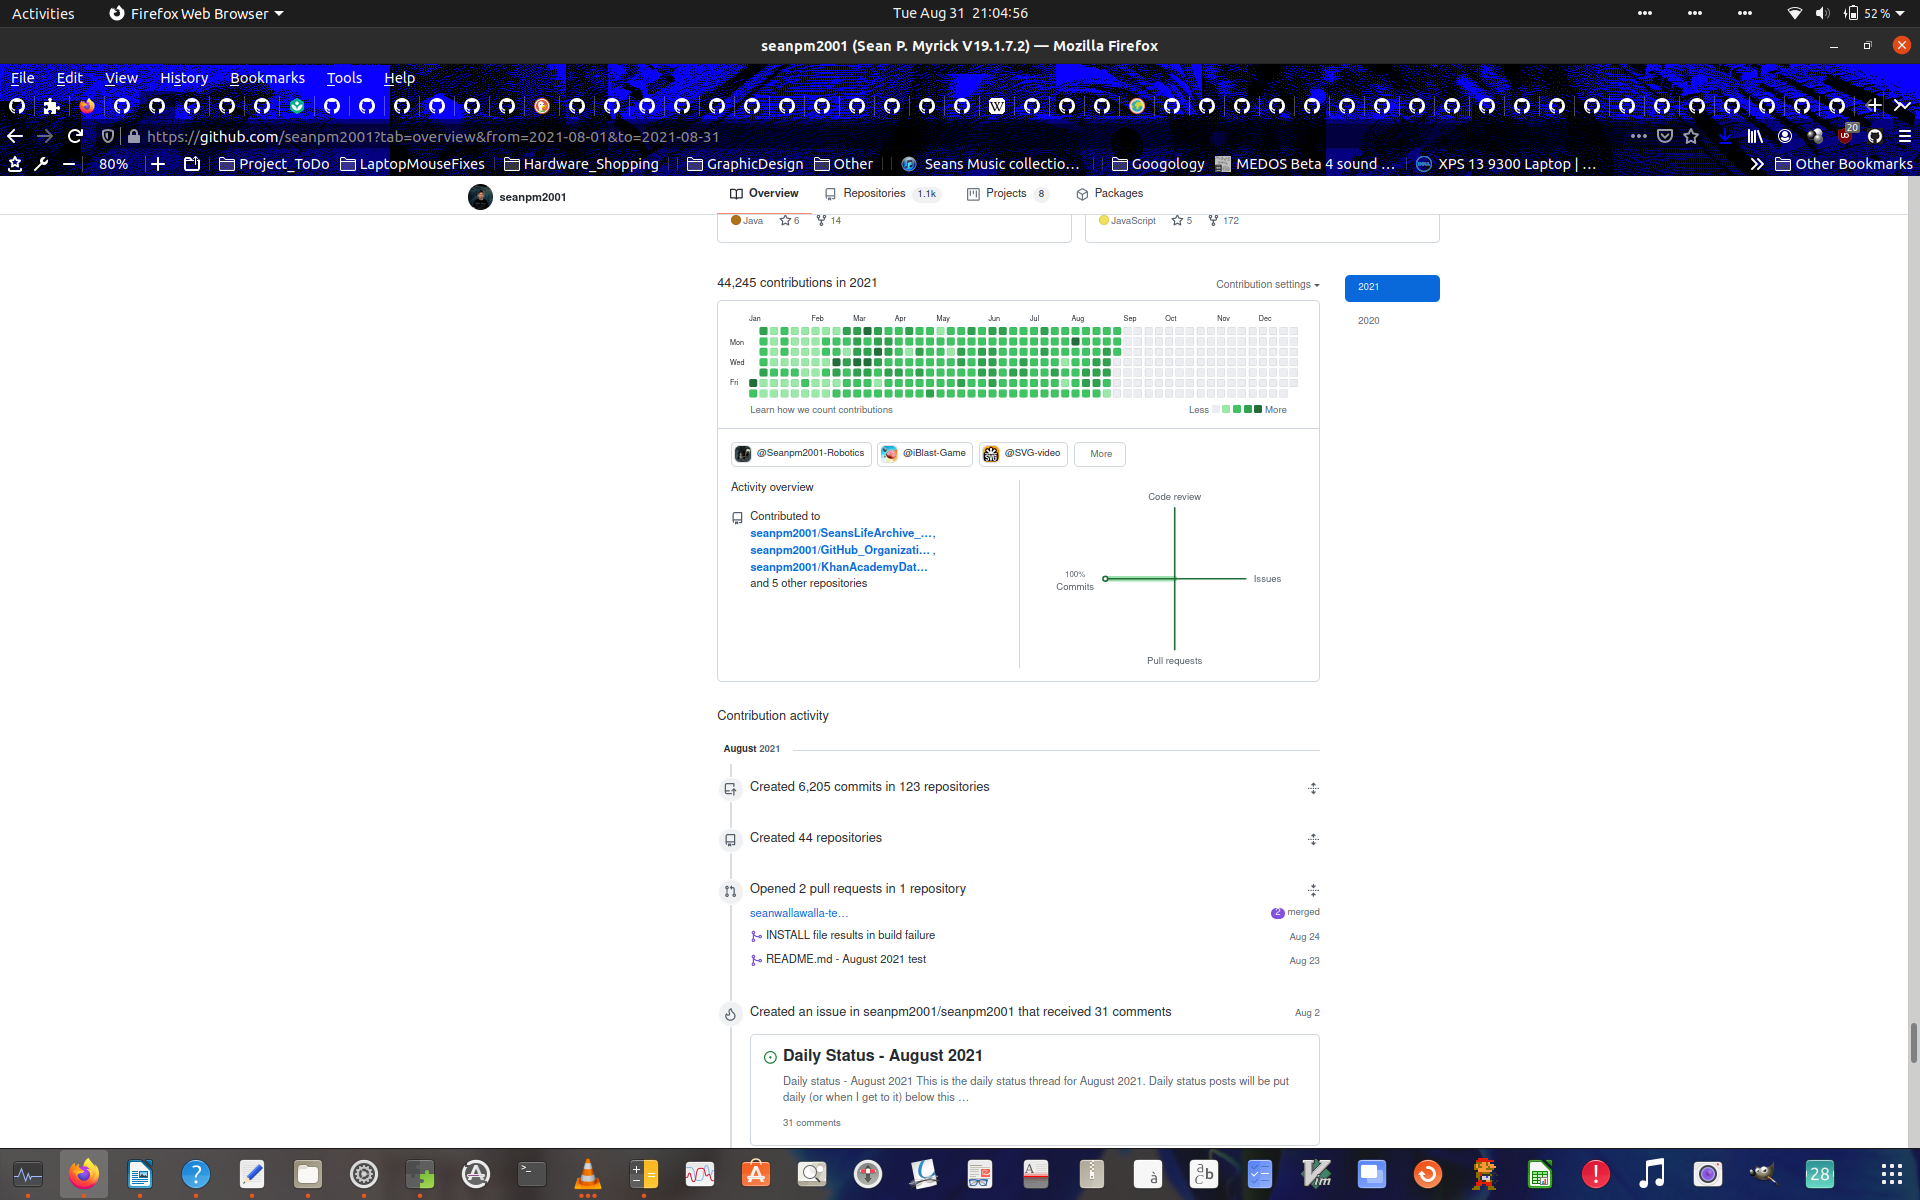 Activities Firefox Web Browser Tue Aug 31 21:04:56 52 %
seanpm2001 (Sean P. Myrick V19.1.7.2) — Mozilla Firefox
File Edit View History Bookmarks Tools Help
https://github.com/seanpm2001?tab=overview&from=2021-08-01&to=2021-08-31 20
80% Project_ToDo LaptopMouseFixes Hardware_Shopping GraphicDesign Other Seans Music collectio… Googology MEDOS Beta 4 sound … XPS 13 9300 Laptop | … Other Bookmarks
seanpm2001 Overview Repositories 1.1k Projects 8 Packages
Java 6 14 JavaScript 5 172
44,245 contributions in 2021 Contribution settings 2021
2020
Jan Feb Mar Apr May Jun Jul Aug Sep Oct Nov Dec
Mon
Wed
Fri
Learn how we count contributions Less More
@Seanpm2001-Robotics @iBlast-Game @SVG-video More
Activity overview
Contributed to
seanpm2001/SeansLifeArchive_…,
seanpm2001/GitHub_Organizati… ,
seanpm2001/KhanAcademyDat…
and 5 other repositories
Code review
100%
Commits
Issues
Pull requests
Contribution activity
August 2021
Created 6,205 commits in 123 repositories
Created 44 repositories
Opened 2 pull requests in 1 repository
seanwallawalla-te… 2 merged
INSTALL file results in build failure Aug 24
README.md - August 2021 test Aug 23
Created an issue in seanpm2001/seanpm2001 that received 31 comments Aug 2
Daily Status - August 2021
Daily status - August 2021 This is the daily status thread for August 2021. Daily status posts will be put
daily (or when I get to it) below this …
31 comments
28